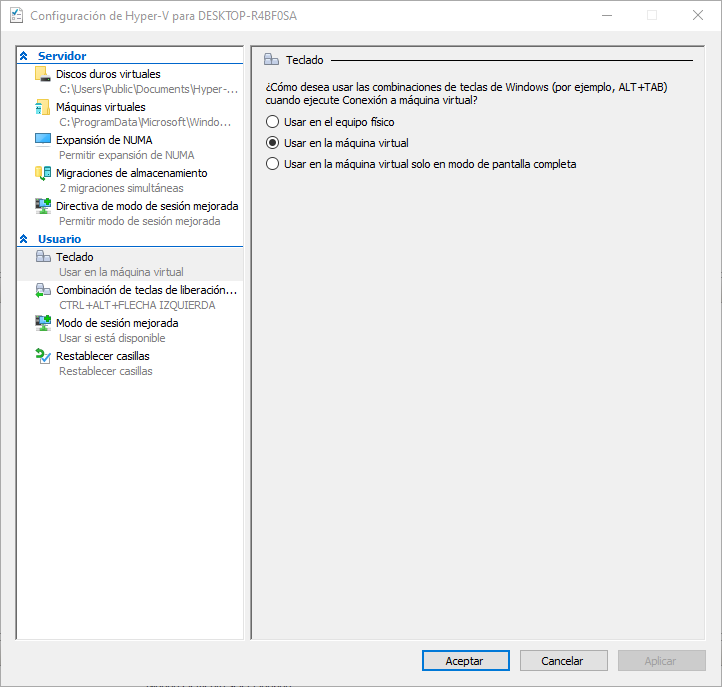 Configuración de Hyper-V para DESKTOP-R4BF0SA
Servidor
Discos duros virtuales
C:\Users\Public\Documents\Hyper-...
Máquinas virtuales
C:\ProgramData\Microsoft\Windo...
Expansión de NUMA
Permitir expansión de NUMA
Migraciones de almacenamiento
2 migraciones simultáneas
Directiva de modo de sesión mejorada
Permitir modo de sesión mejorada
Usuario
Teclado
Usar en la máquina virtual
Combinación de teclas de liberación...
CTRL+ALT+FLECHA IZQUIERDA
Modo de sesión mejorada
Usar si está disponible
Restablecer casillas
Restablecer casillas
Teclado
¿Cómo desea usar las combinaciones de teclas de Windows (por ejemplo, ALT+TAB)
cuando ejecute Conexión a máquina virtual?
Usar en el equipo físico
Usar en la máquina virtual
Usar en la máquina virtual solo en modo de pantalla completa
Aceptar
Cancelar
Aplicar